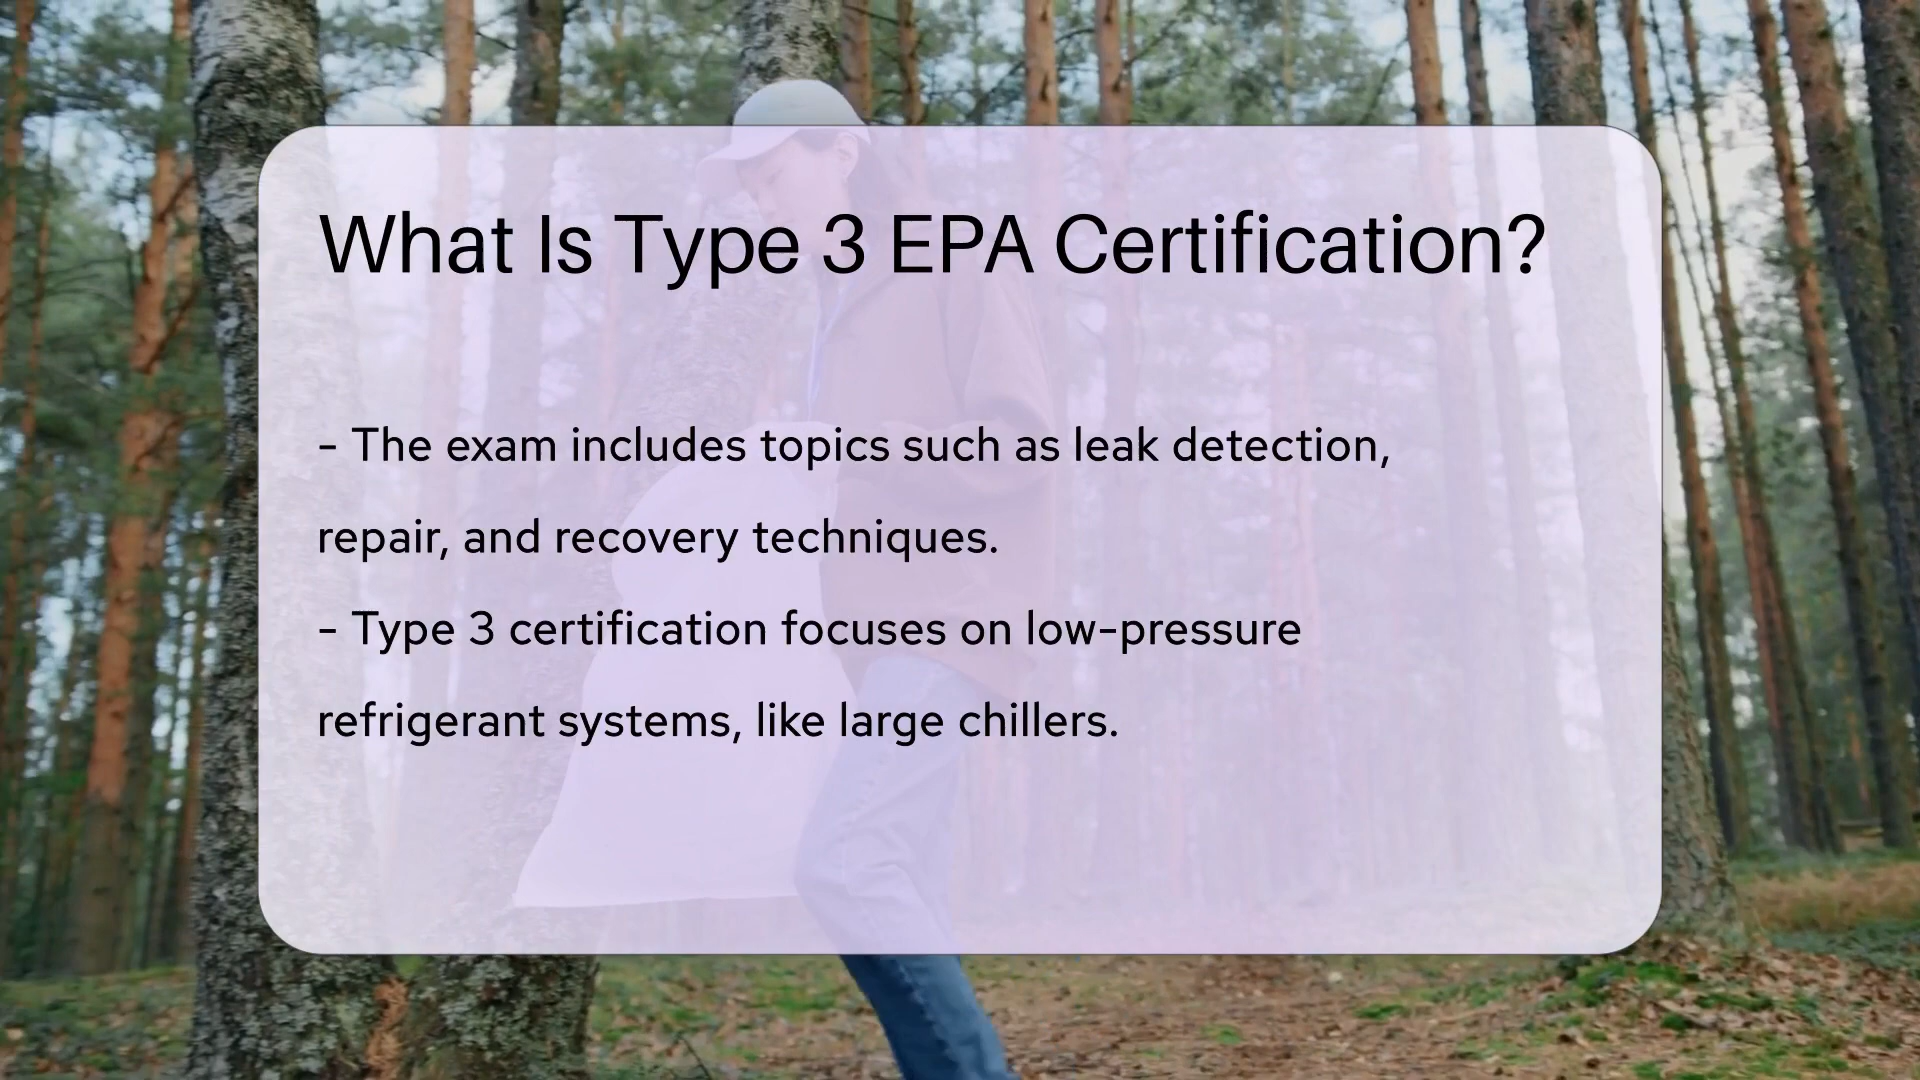 What Is Type 3 EPA Certification?
- The exam includes topics such as leak detection,
repair, and recovery techniques.
- Type 3 certification focuses on low-pressure
refrigerant systems, like large chillers.